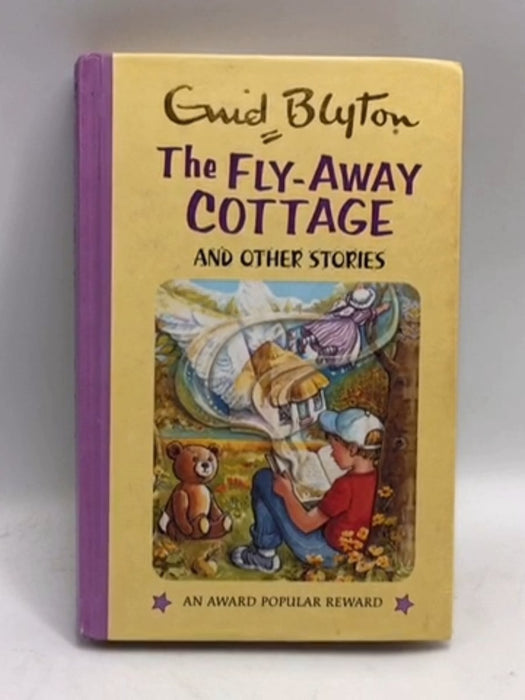 Enid Blyton
The FLY-AWAY
COTTAGE
AND OTHER STORIES
AN AWARD POPULAR REWARD